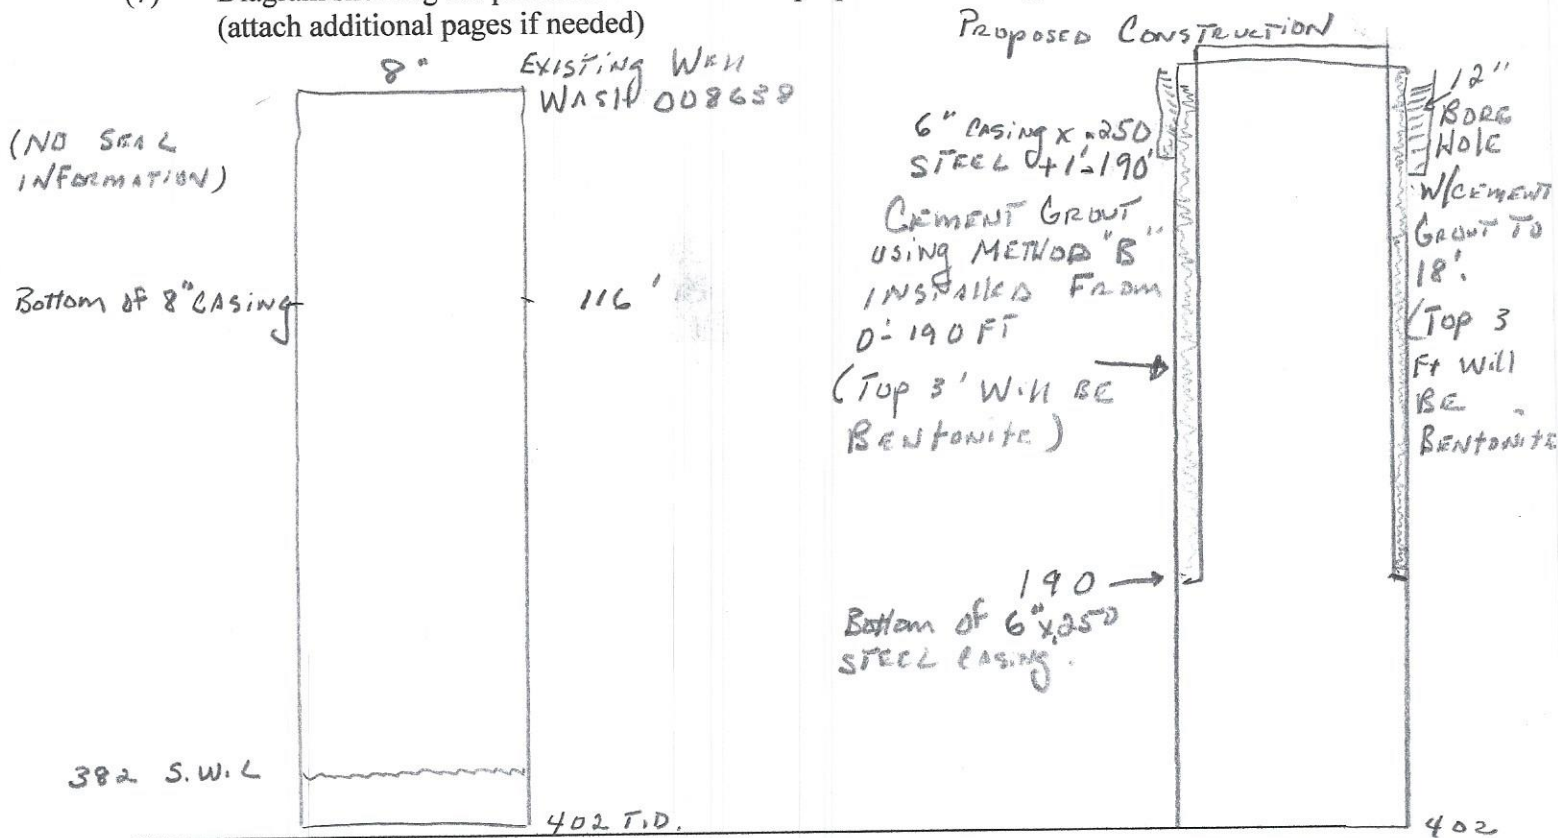 (attach additional pages if needed)
8"
EXISTING WELL
WASH 008638
(NO SEAL
INFORMATION)
Bottom of 8" CASING
116'
382 S.W.L
402 T.D.
PROPOSED CONSTRUCTION
6" CASING x .250
STEEL +1'-190'
CEMENT GROUT
USING METHOD "B"
INSTALLED FROM
0'-190 FT
(TOP 3' WILL BE
BENTONITE)
190
Bottom of 6" x .250
STEEL CASING.
12"
BORE
HOLE
W/CEMENT
GROUT TO
18'.
(TOP 3
Ft Will
BE
BENTONITE
402